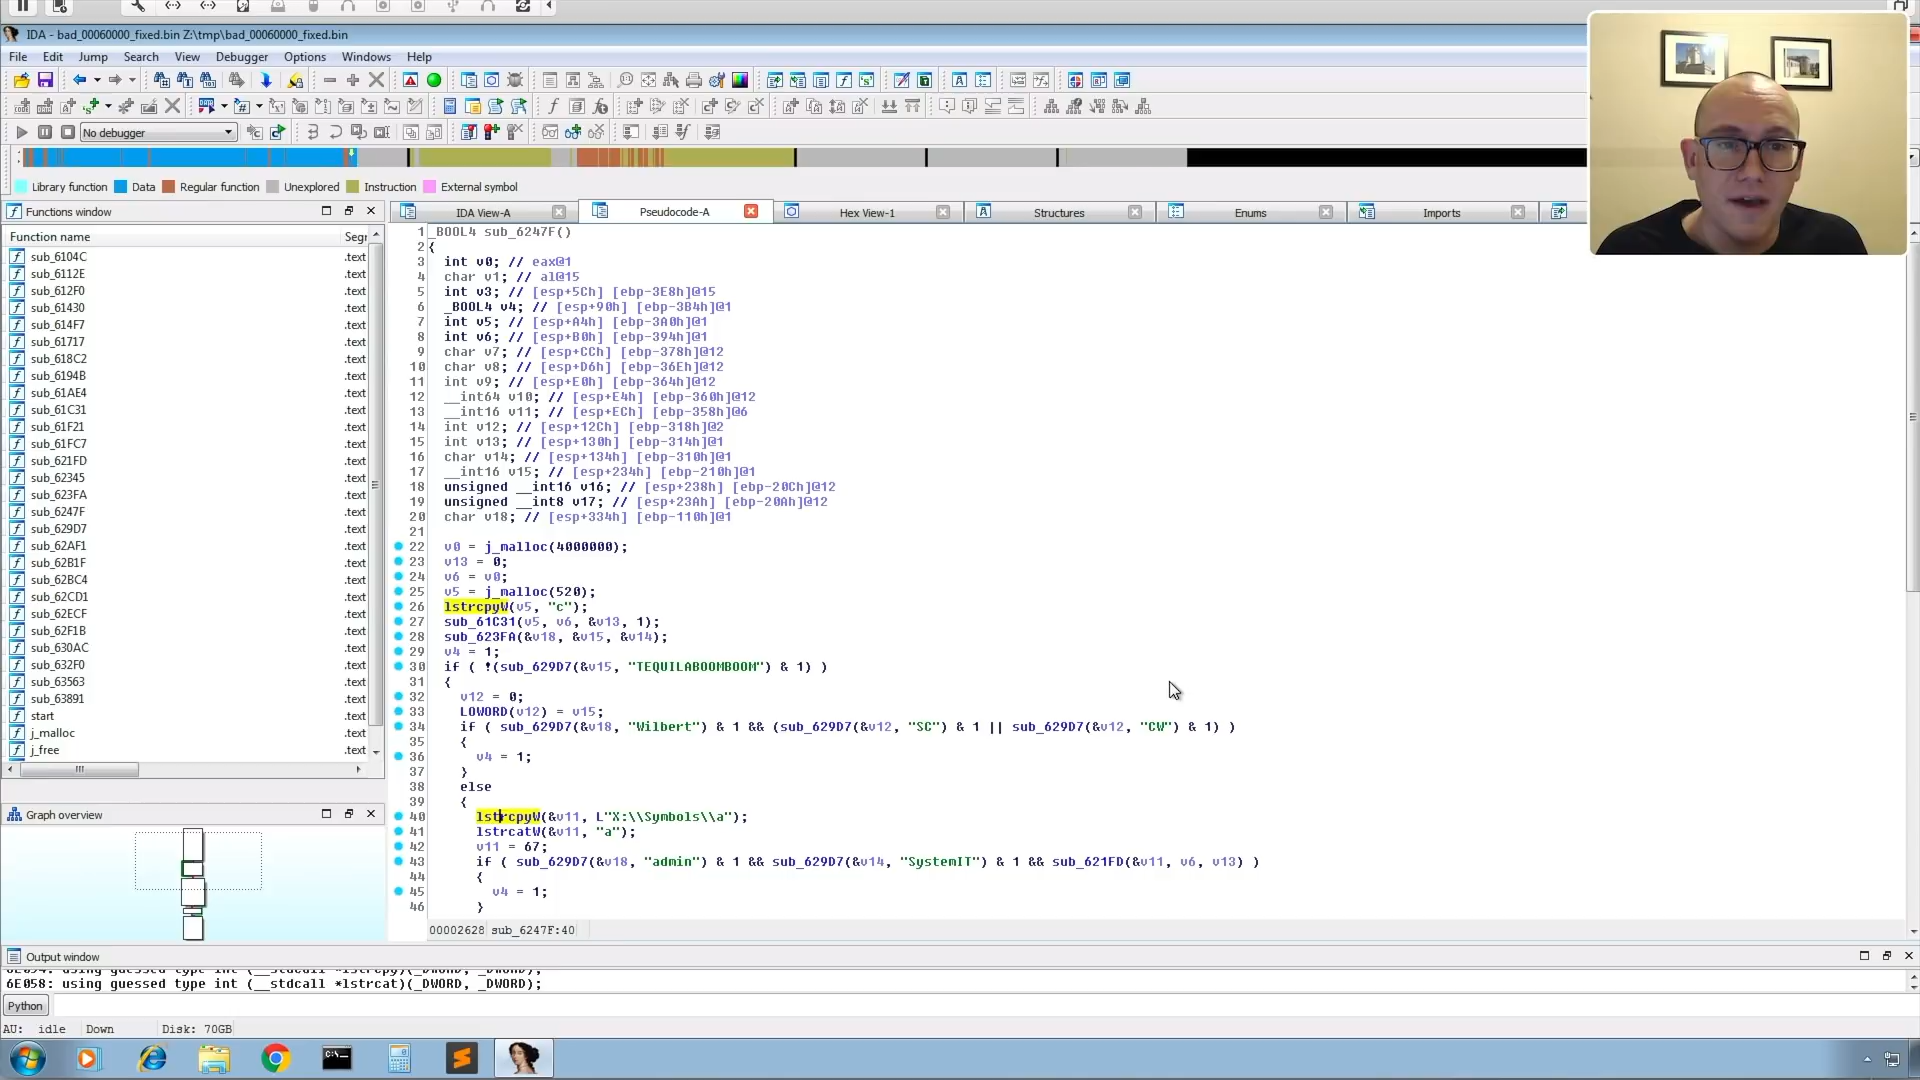 IDA - bad_00060000_fixed.bin Z:\tmp\bad_00060000_fixed.bin
File Edit Jump Search View Debugger Options Windows Help
No debugger
Library function Data Regular function Unexplored Instruction External symbol
Functions window
IDA View-A Pseudocode-A Hex View-1 Structures Enums Imports
Function name Segr
sub_6104C .text
sub_6112E .text
sub_612F0 .text
sub_61430 .text
sub_614F7 .text
sub_61717 .text
sub_618C2 .text
sub_6194B .text
sub_61AE4 .text
sub_61C31 .text
sub_61F21 .text
sub_61FC7 .text
sub_621FD .text
sub_62345 .text
sub_623FA .text
sub_6247F .text
sub_629D7 .text
sub_62AF1 .text
sub_62B1F .text
sub_62BC4 .text
sub_62CD1 .text
sub_62ECF .text
sub_62F1B .text
sub_630AC .text
sub_632F0 .text
sub_63563 .text
sub_63891 .text
start .text
j_malloc .text
j_free .text
Graph overview
1 _BOOL4 sub_6247F()
2 {
3 int v0; // eax@1
4 char v1; // al@15
5 int v3; // [esp+5Ch] [ebp-3E8h]@15
6 _BOOL4 v4; // [esp+90h] [ebp-3B4h]@1
7 int v5; // [esp+A4h] [ebp-3A0h]@1
8 int v6; // [esp+B0h] [ebp-394h]@1
9 char v7; // [esp+CCh] [ebp-378h]@12
10 char v8; // [esp+D6h] [ebp-36Eh]@12
11 int v9; // [esp+E0h] [ebp-364h]@12
12 __int64 v10; // [esp+E4h] [ebp-360h]@12
13 __int16 v11; // [esp+ECh] [ebp-358h]@6
14 int v12; // [esp+12Ch] [ebp-318h]@2
15 int v13; // [esp+130h] [ebp-314h]@1
16 char v14; // [esp+134h] [ebp-310h]@1
17 __int16 v15; // [esp+234h] [ebp-210h]@1
18 unsigned __int16 v16; // [esp+238h] [ebp-20Ch]@12
19 unsigned __int8 v17; // [esp+23Ah] [ebp-20Ah]@12
20 char v18; // [esp+334h] [ebp-110h]@1
21
22 v0 = j_malloc(4000000);
23 v13 = 0;
24 v6 = v0;
25 v5 = j_malloc(520);
26 lstrcpyW(v5, "c");
27 sub_61C31(v5, v6, &v13, 1);
28 sub_623FA(&v18, &v15, &v14);
29 v4 = 1;
30 if ( !(sub_629D7(&v15, "TEQUILABOOMBOOM") & 1) )
31 {
32 v12 = 0;
33 LOWORD(v12) = v15;
34 if ( sub_629D7(&v18, "Wilbert") & 1 && (sub_629D7(&v12, "SC") & 1 || sub_629D7(&v12, "CW") & 1) )
35 {
36 v4 = 1;
37 }
38 else
39 {
40 lstrcpyW(&v11, L"X:\\Symbols\\a");
41 lstrcatW(&v11, "a");
42 v11 = 67;
43 if ( sub_629D7(&v18, "admin") & 1 && sub_629D7(&v14, "SystemIT") & 1 && sub_621FD(&v11, v6, v13) )
44 {
45 v4 = 1;
46 }
00002628 sub_6247F:40
Output window
6E094: using guessed type int (__stdcall *lstrcpy)(_DWORD, _DWORD);
6E058: using guessed type int (__stdcall *lstrcat)(_DWORD, _DWORD);
Python
AU: idle Down Disk: 70GB